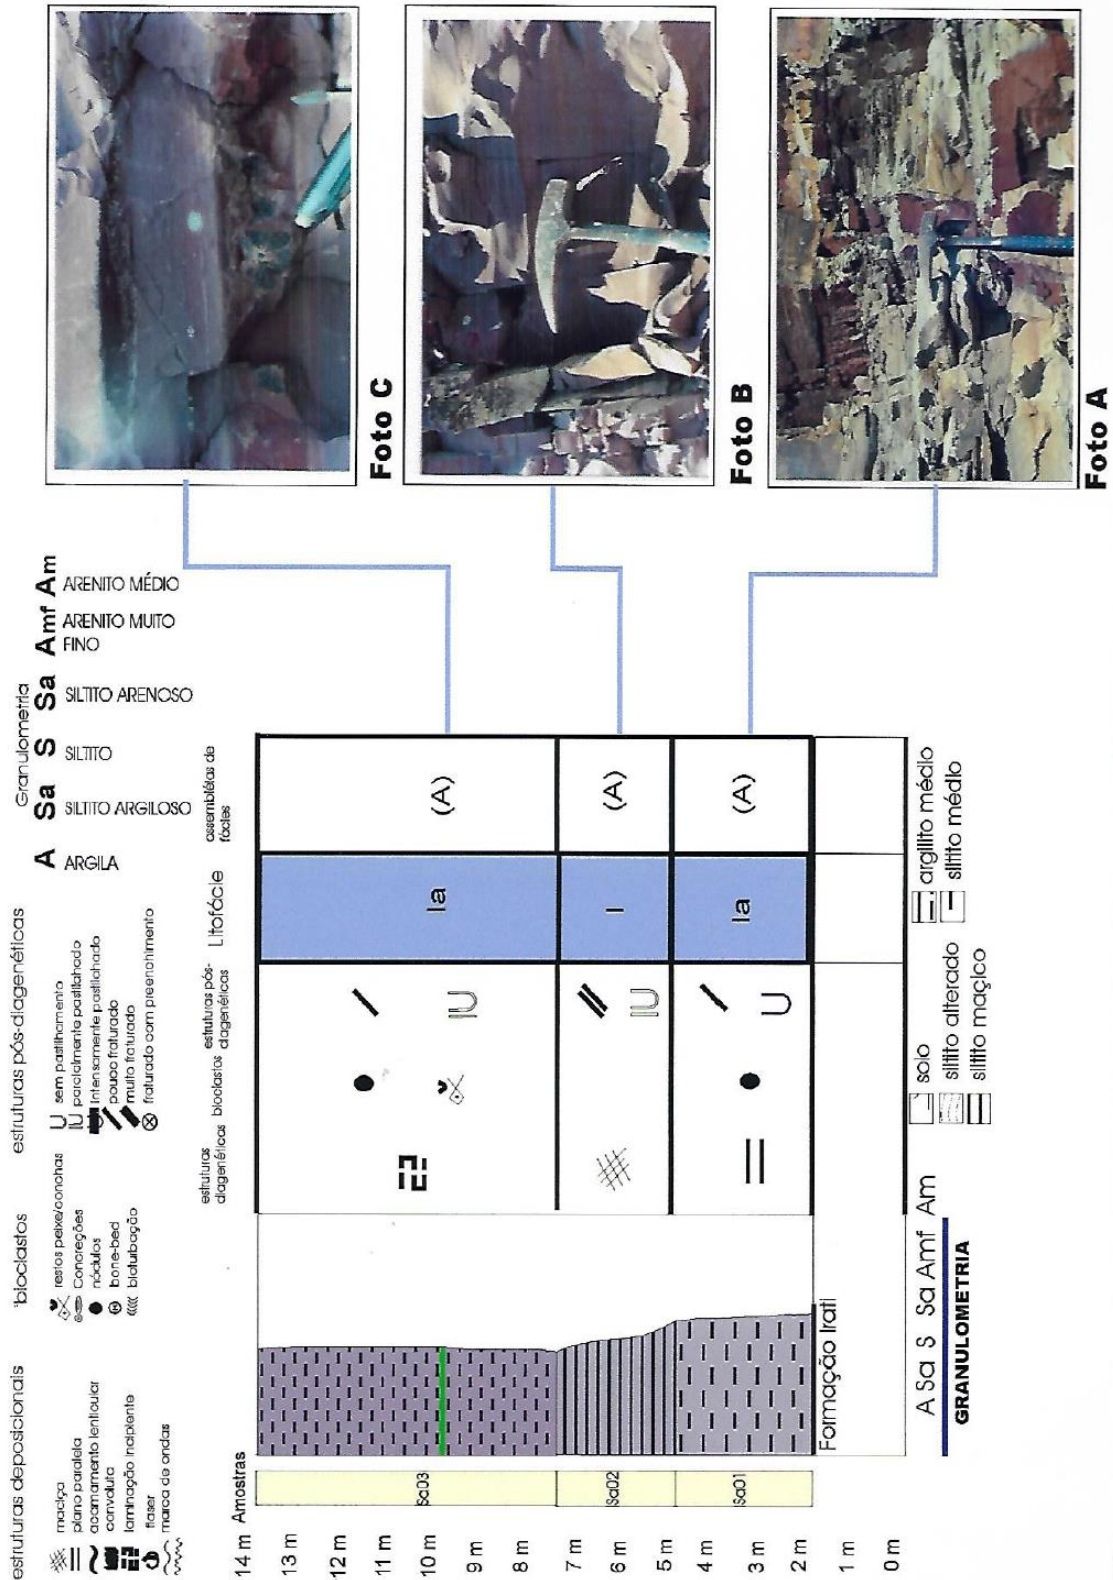 estruturas deposicionais
maciça
plano paralela
acamamento lenticular
convoluta
laminação incipiente
flaser
marca de ondas
bioclastos
restos peixe/conchas
Concreções
nódulos
bone-bed
bioturbação
estruturas pós-diagenéticas
sem pastilhamento
parcialmente pastilhado
intensamente pastilhado
pouco fraturado
muito fraturado
fraturado com preenchimento
Granulometria
A Sa S Sa Amf Am
ARGILA
SILTITO ARGILOSO
SILTITO
SILTITO ARENOSO
ARENITO MUITO
FINO
ARENITO MÉDIO
Amostras
estruturas
diagenéticas
bioclastos
estruturas pós-
diagenéticas
Litofácie
assembléias de
fácies
14 m
13 m
12 m
11 m
10 m
9 m
8 m
7 m
6 m
5 m
4 m
3 m
2 m
1 m
0 m
Sa03
Ia
(A)
Sa02
I
(A)
Sa01
Ia
(A)
Formação Irati
A Sa S Sa Amf Am
GRANULOMETRIA
solo
siltito alterado
siltito maçico
argilito médio
siltito médio
Foto C
Foto B
Foto A